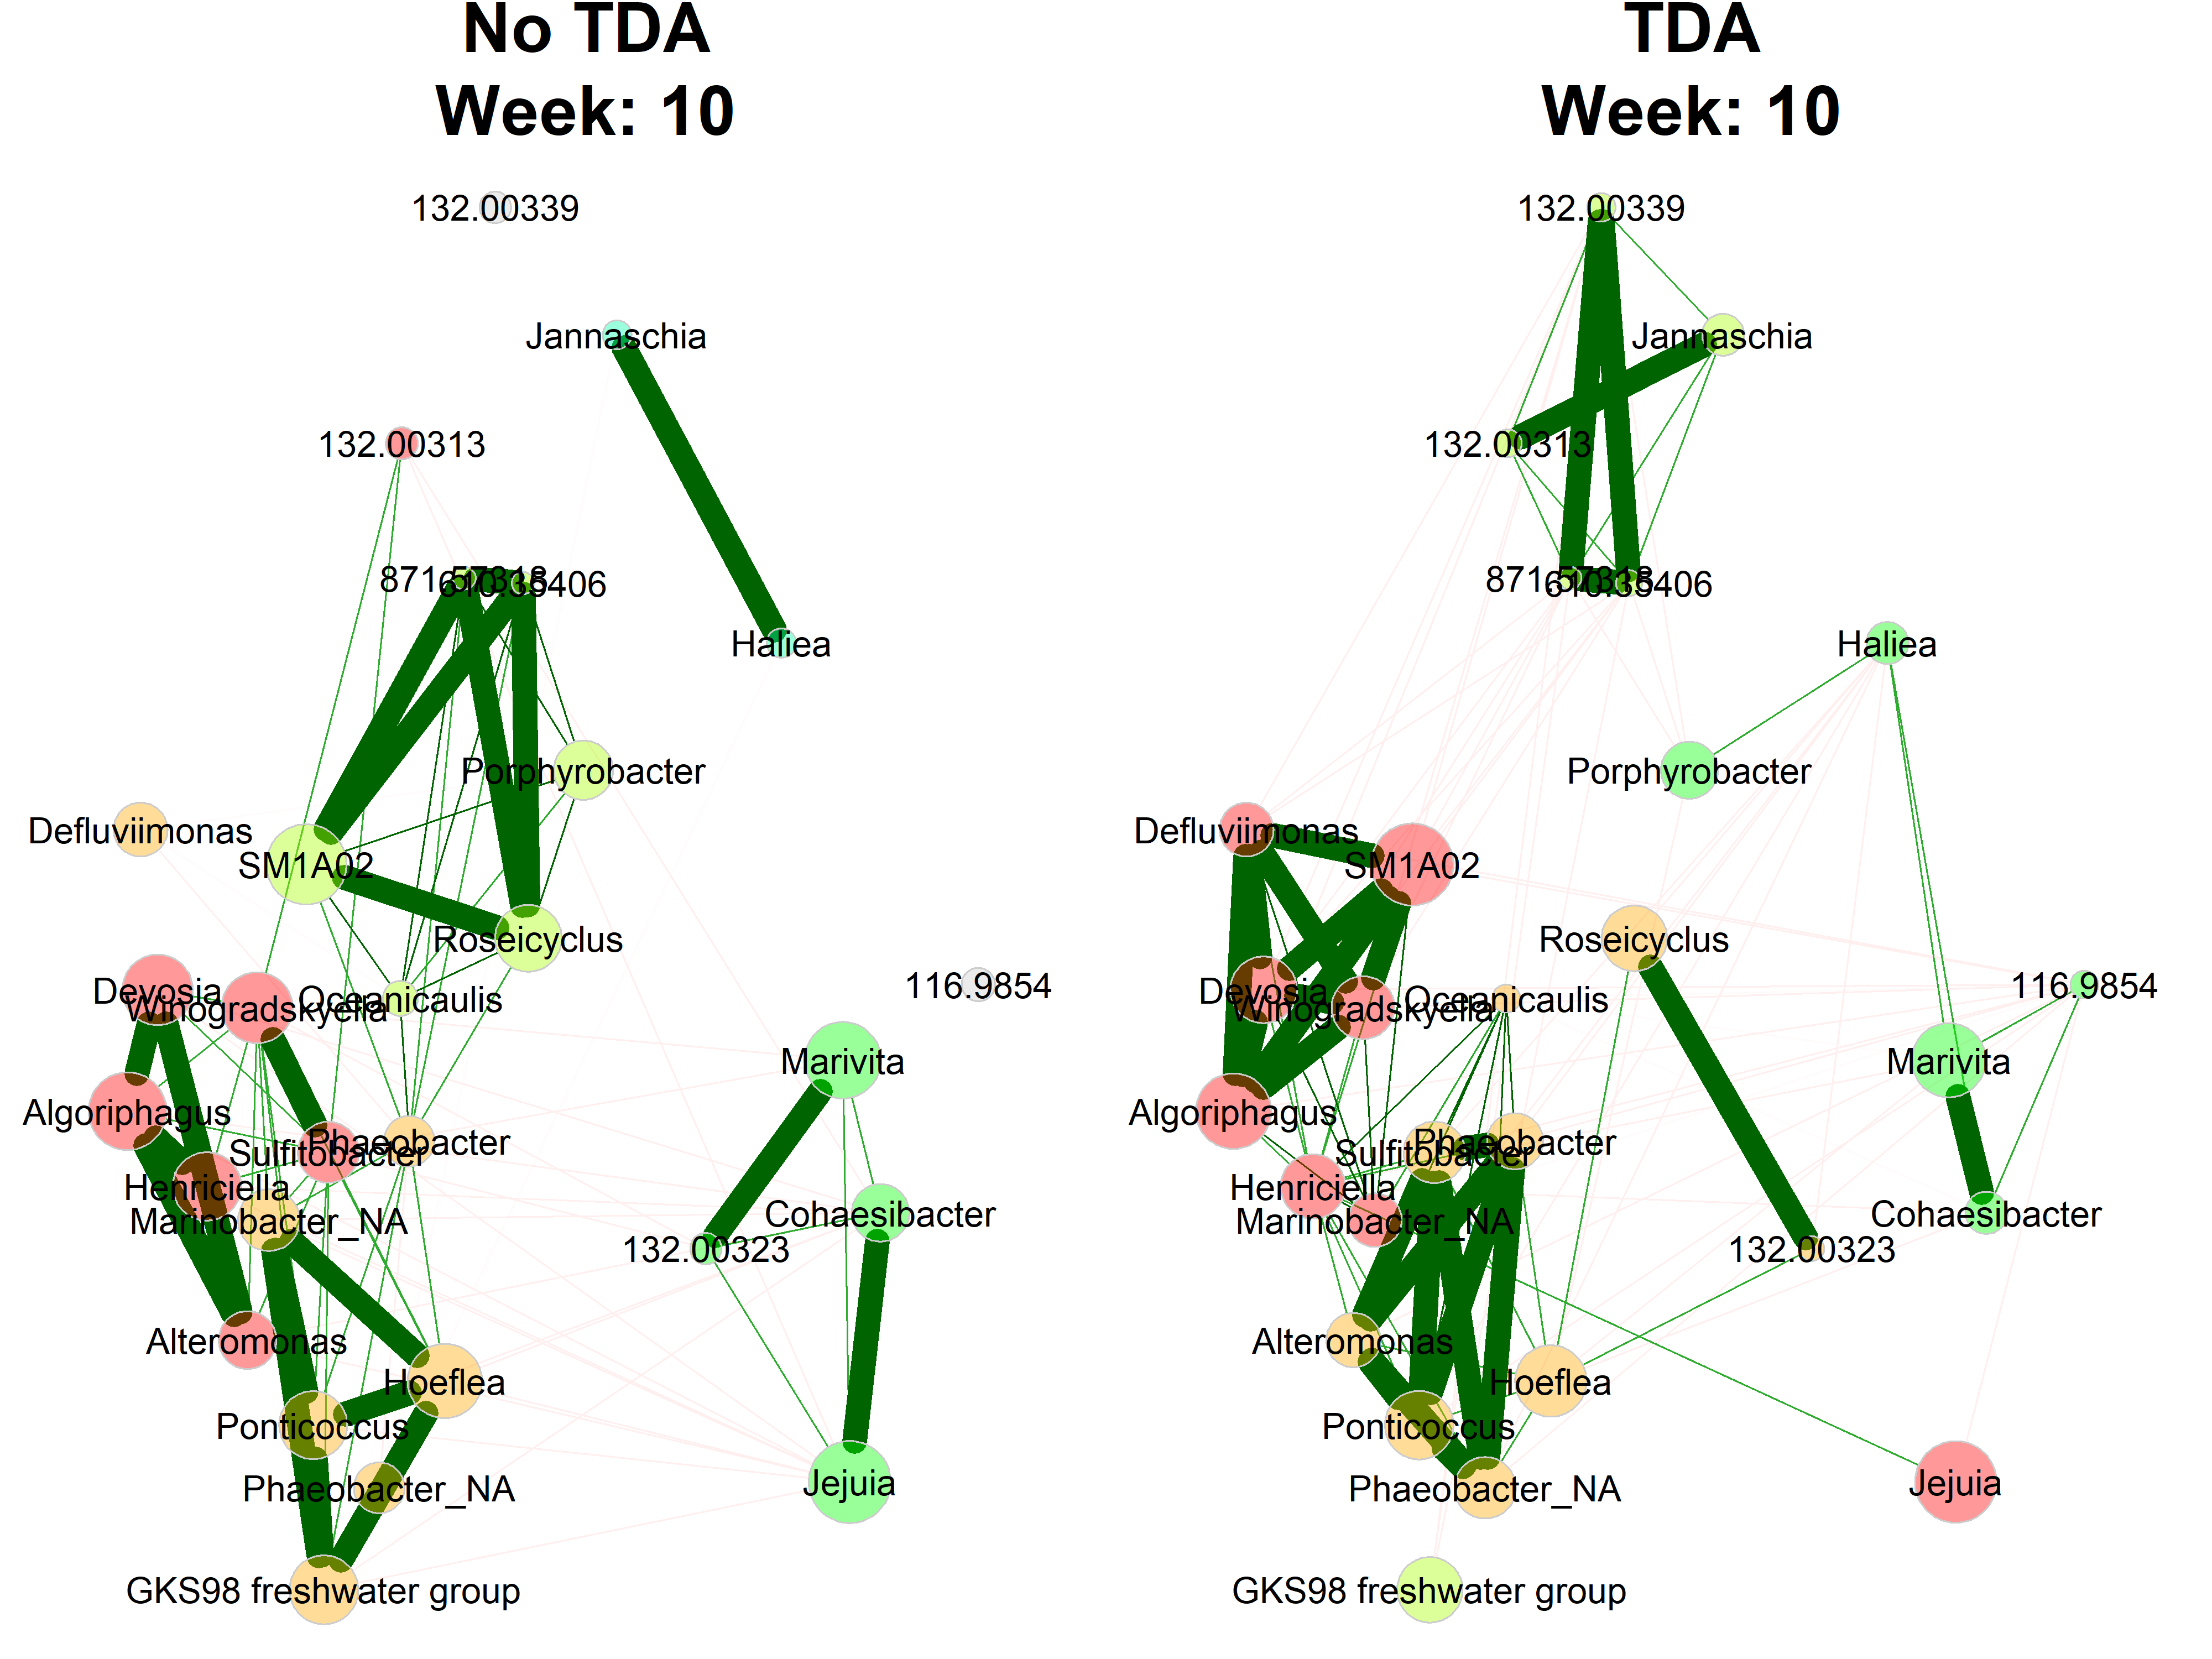 No TDA
Week: 10
132.00339
Jannaschia
132.00313
Haliea
Porphyrobacter
Defluviimonas
SM1A02
Roseicyclus
116.9854
Devosia
Winogradskyella
Oceanicaulis
Marivita
Algoriphagus
Phaeobacter
Sulfitobacter
Henriciella
Marinobacter_NA
Cohaesibacter
132.00323
Alteromonas
Hoeflea
Ponticoccus
Phaeobacter_NA
Jejuia
GKS98 freshwater group
TDA
Week: 10
132.00339
Jannaschia
132.00313
Haliea
Porphyrobacter
Defluviimonas
SM1A02
Roseicyclus
116.9854
Devosia
Winogradskyella
Oceanicaulis
Marivita
Algoriphagus
Phaeobacter
Sulfitobacter
Henriciella
Marinobacter_NA
Cohaesibacter
132.00323
Alteromonas
Hoeflea
Ponticoccus
Phaeobacter_NA
Jejuia
GKS98 freshwater group